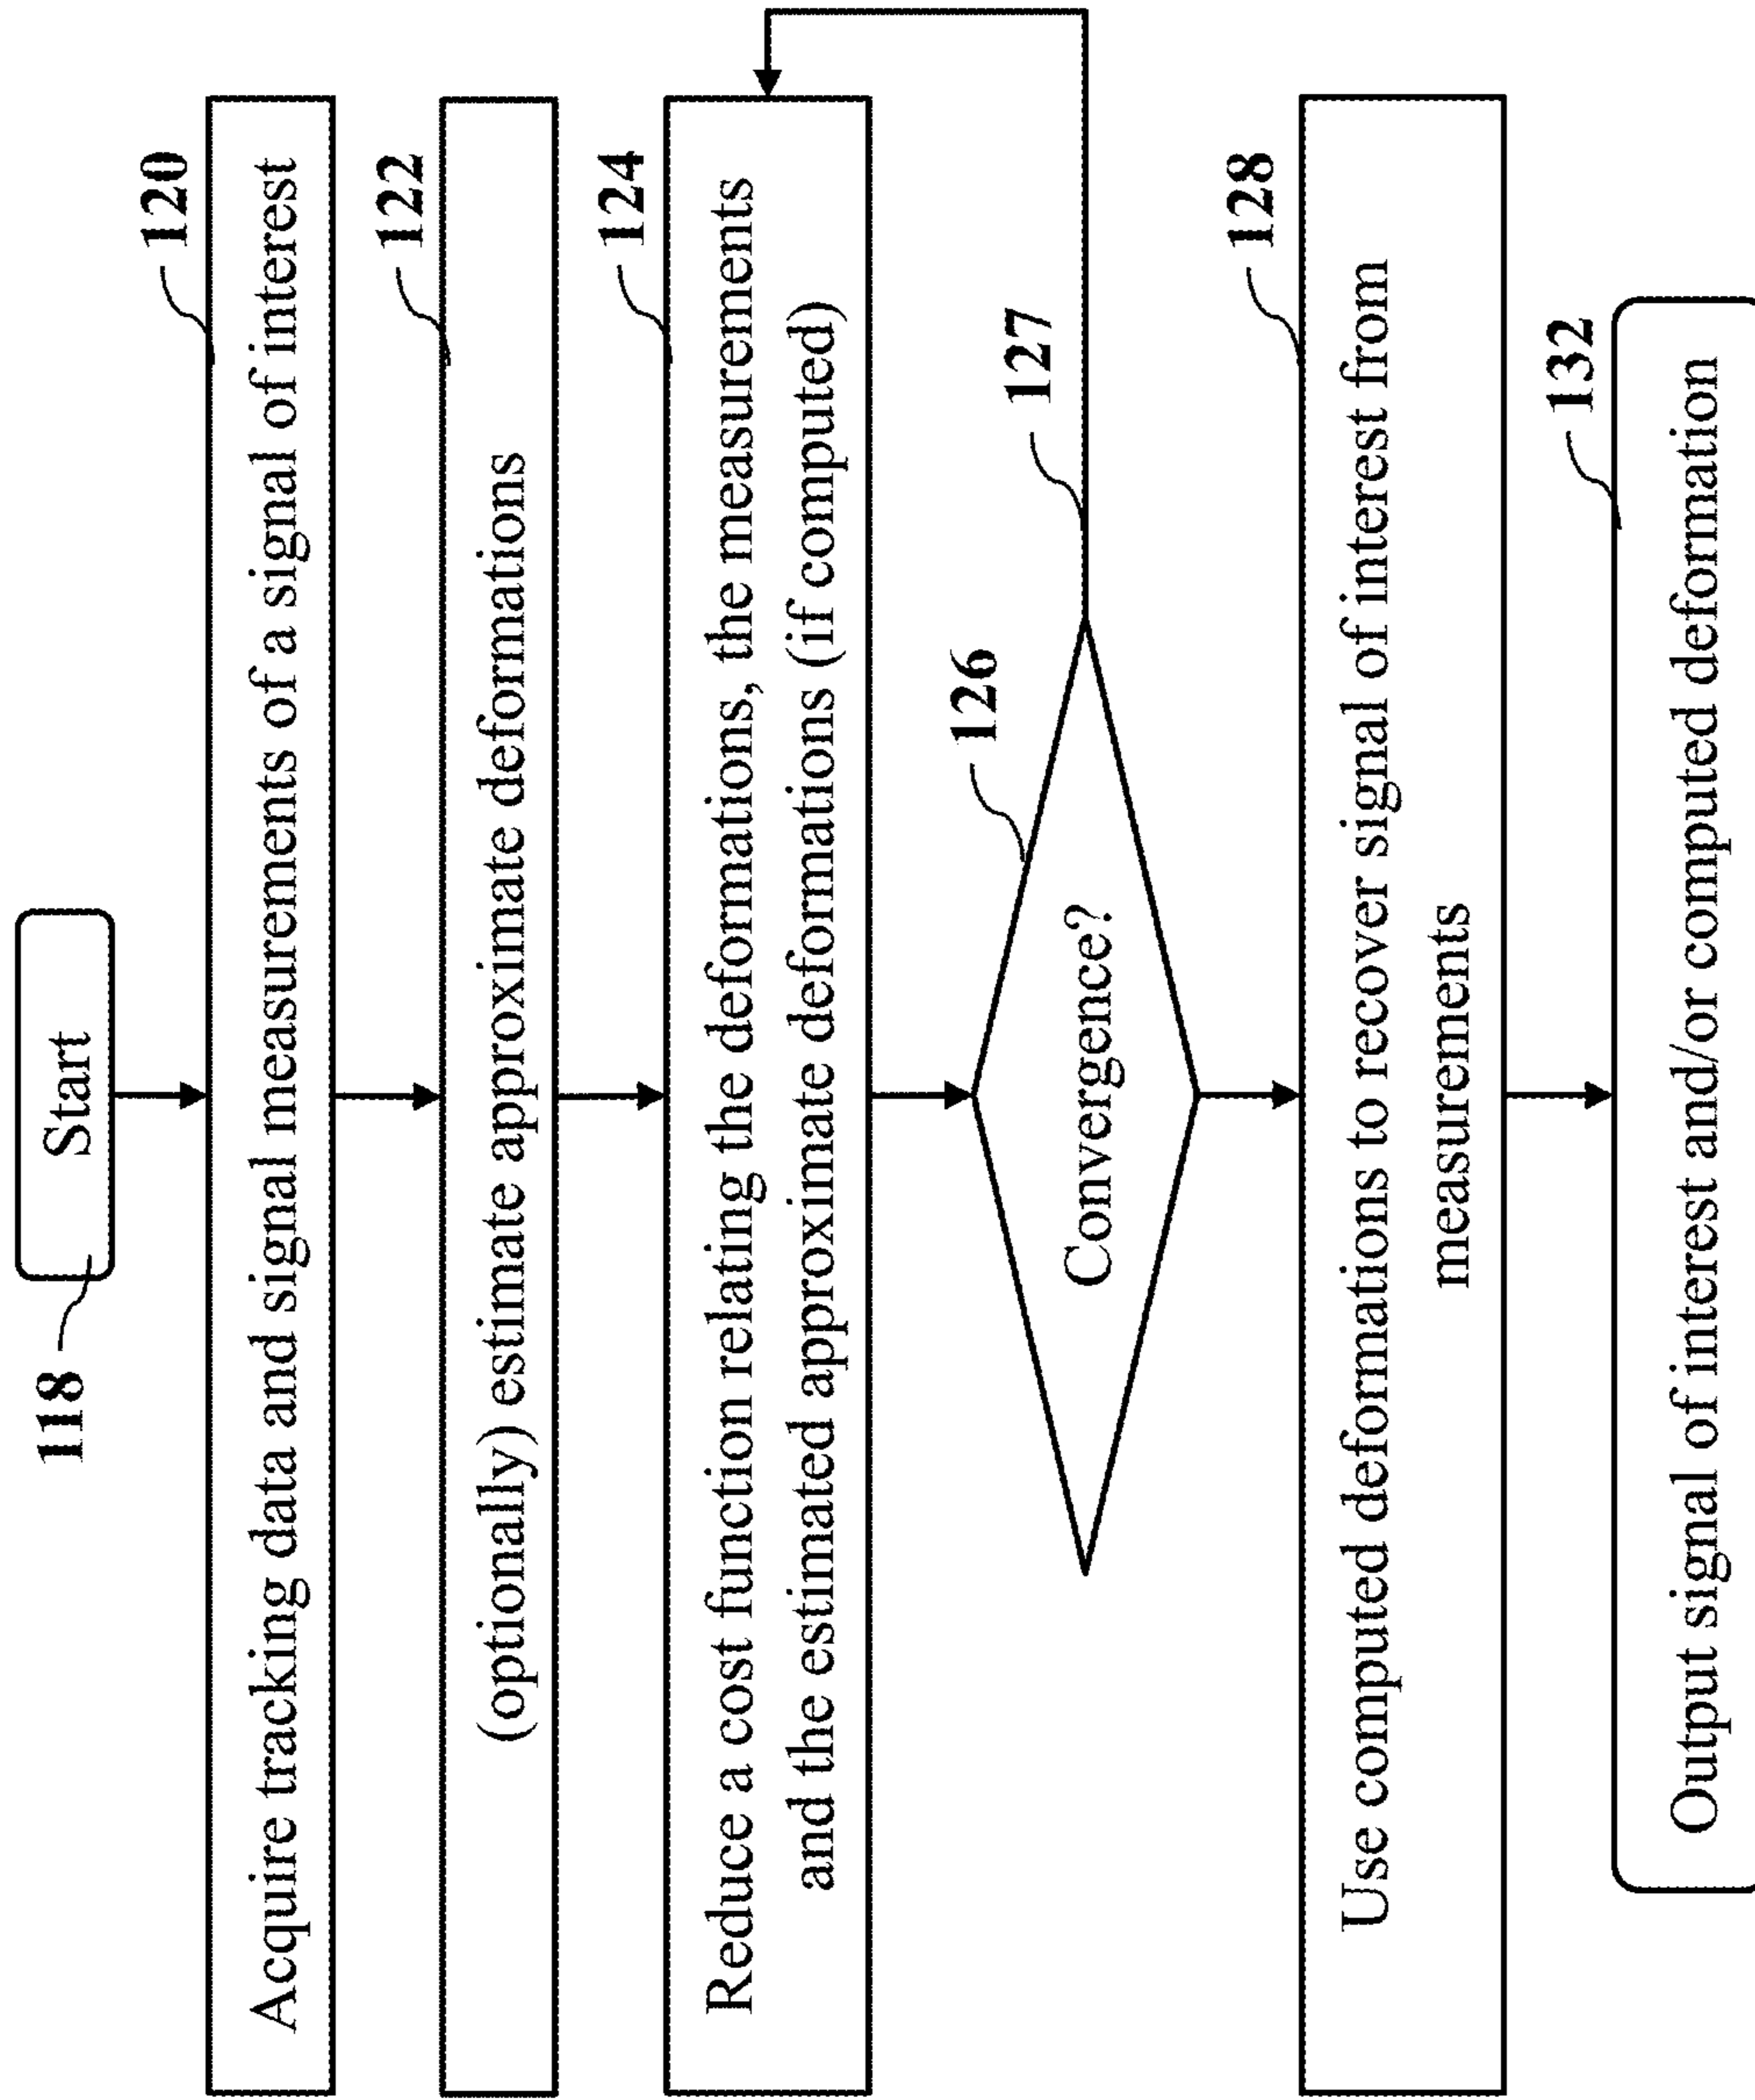 118
Start
120
Acquire tracking data and signal measurements of a signal of interest
122
(optionally) estimate approximate deformations
124
Reduce a cost function relating the deformations, the measurements
and the estimated approximate deformations (if computed)
126
Convergence?
127
128
Use computed deformations to recover signal of interest from
measurements
132
Output signal of interest and/or computed deformation